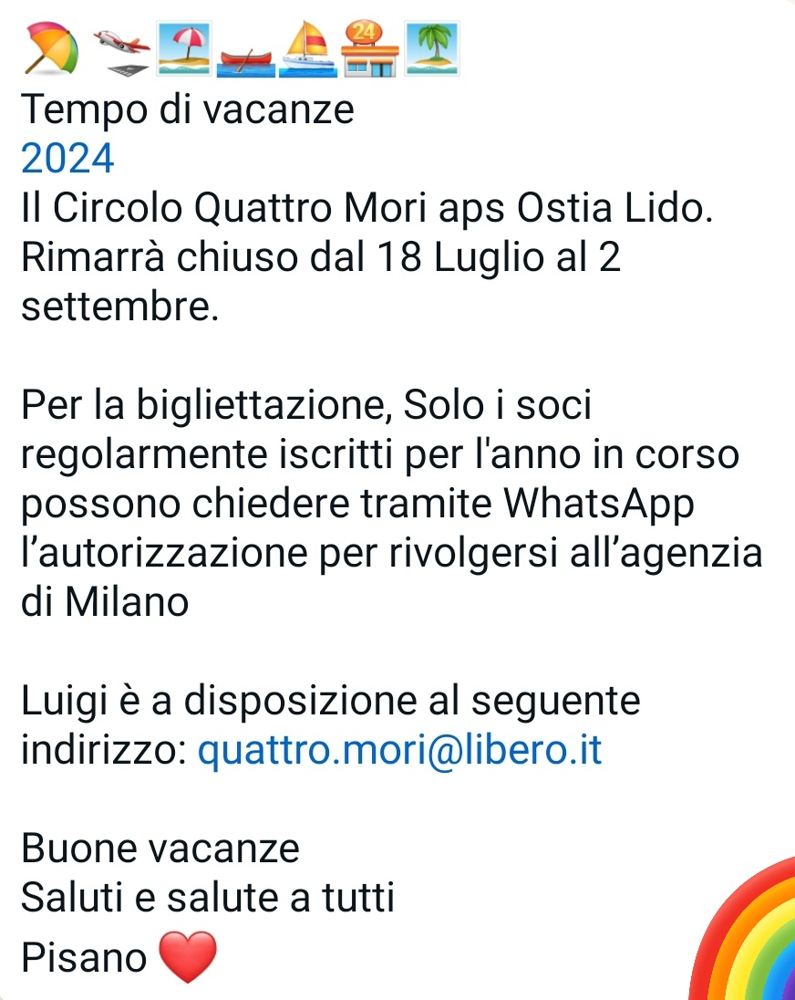 24
Tempo di vacanze
2024
Il Circolo Quattro Mori aps Ostia Lido.
Rimarrà chiuso dal 18 Luglio al 2
settembre.
Per la bigliettazione, Solo i soci
regolarmente iscritti per l'anno in corso
possono chiedere tramite WhatsApp
l’autorizzazione per rivolgersi all’agenzia
di Milano
Luigi è a disposizione al seguente
indirizzo: quattro.mori@libero.it
Buone vacanze
Saluti e salute a tutti
Pisano ❤️